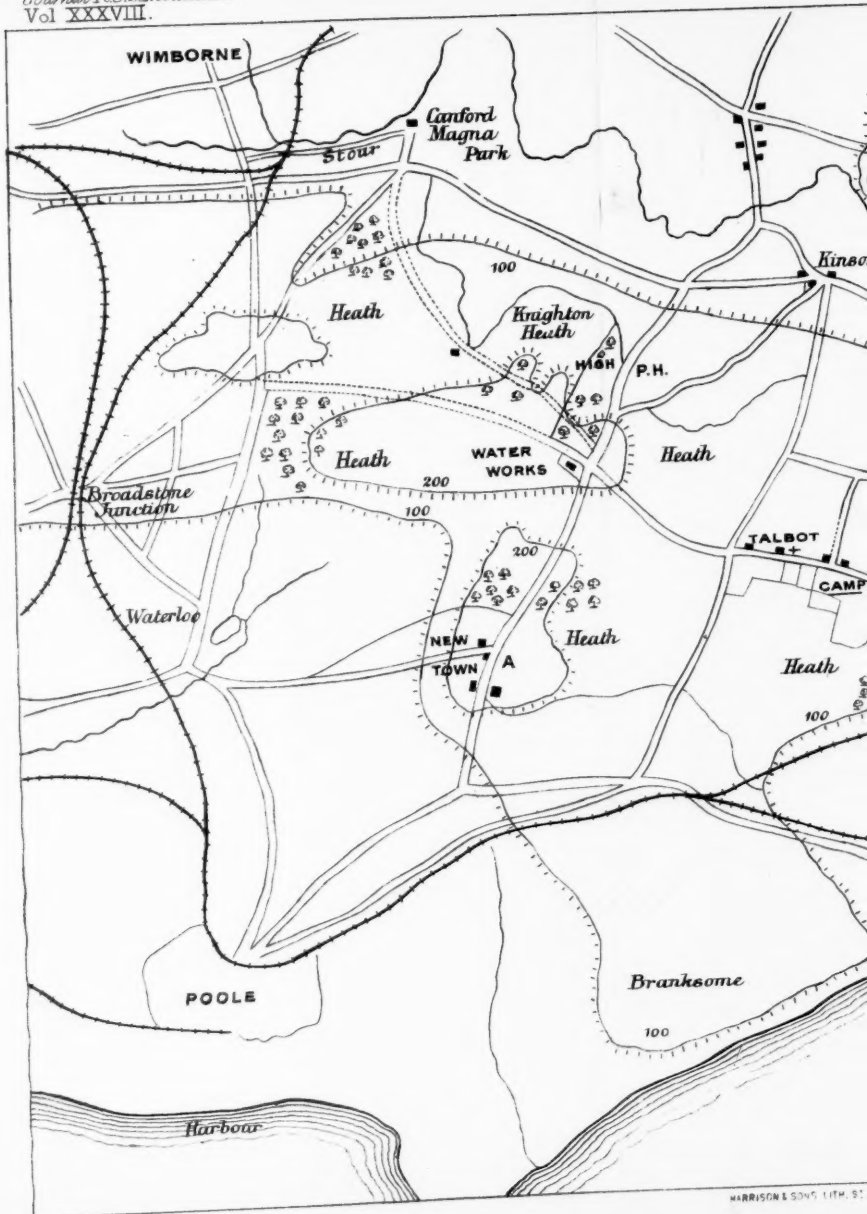 Vol XXXVIII.
WIMBORNE
Canford
Magna
Park
Stour
100
Heath
Knighton
Heath
HIGH
P.H.
WATER
WORKS
Heath
Heath
200
100
Broadstone
Junction
200
TALBOT
CAMP
Waterloo
NEW
TOWN
A
Heath
Heath
100
POOLE
Branksome
100
Harbour
HARRISON & SONS LITH.